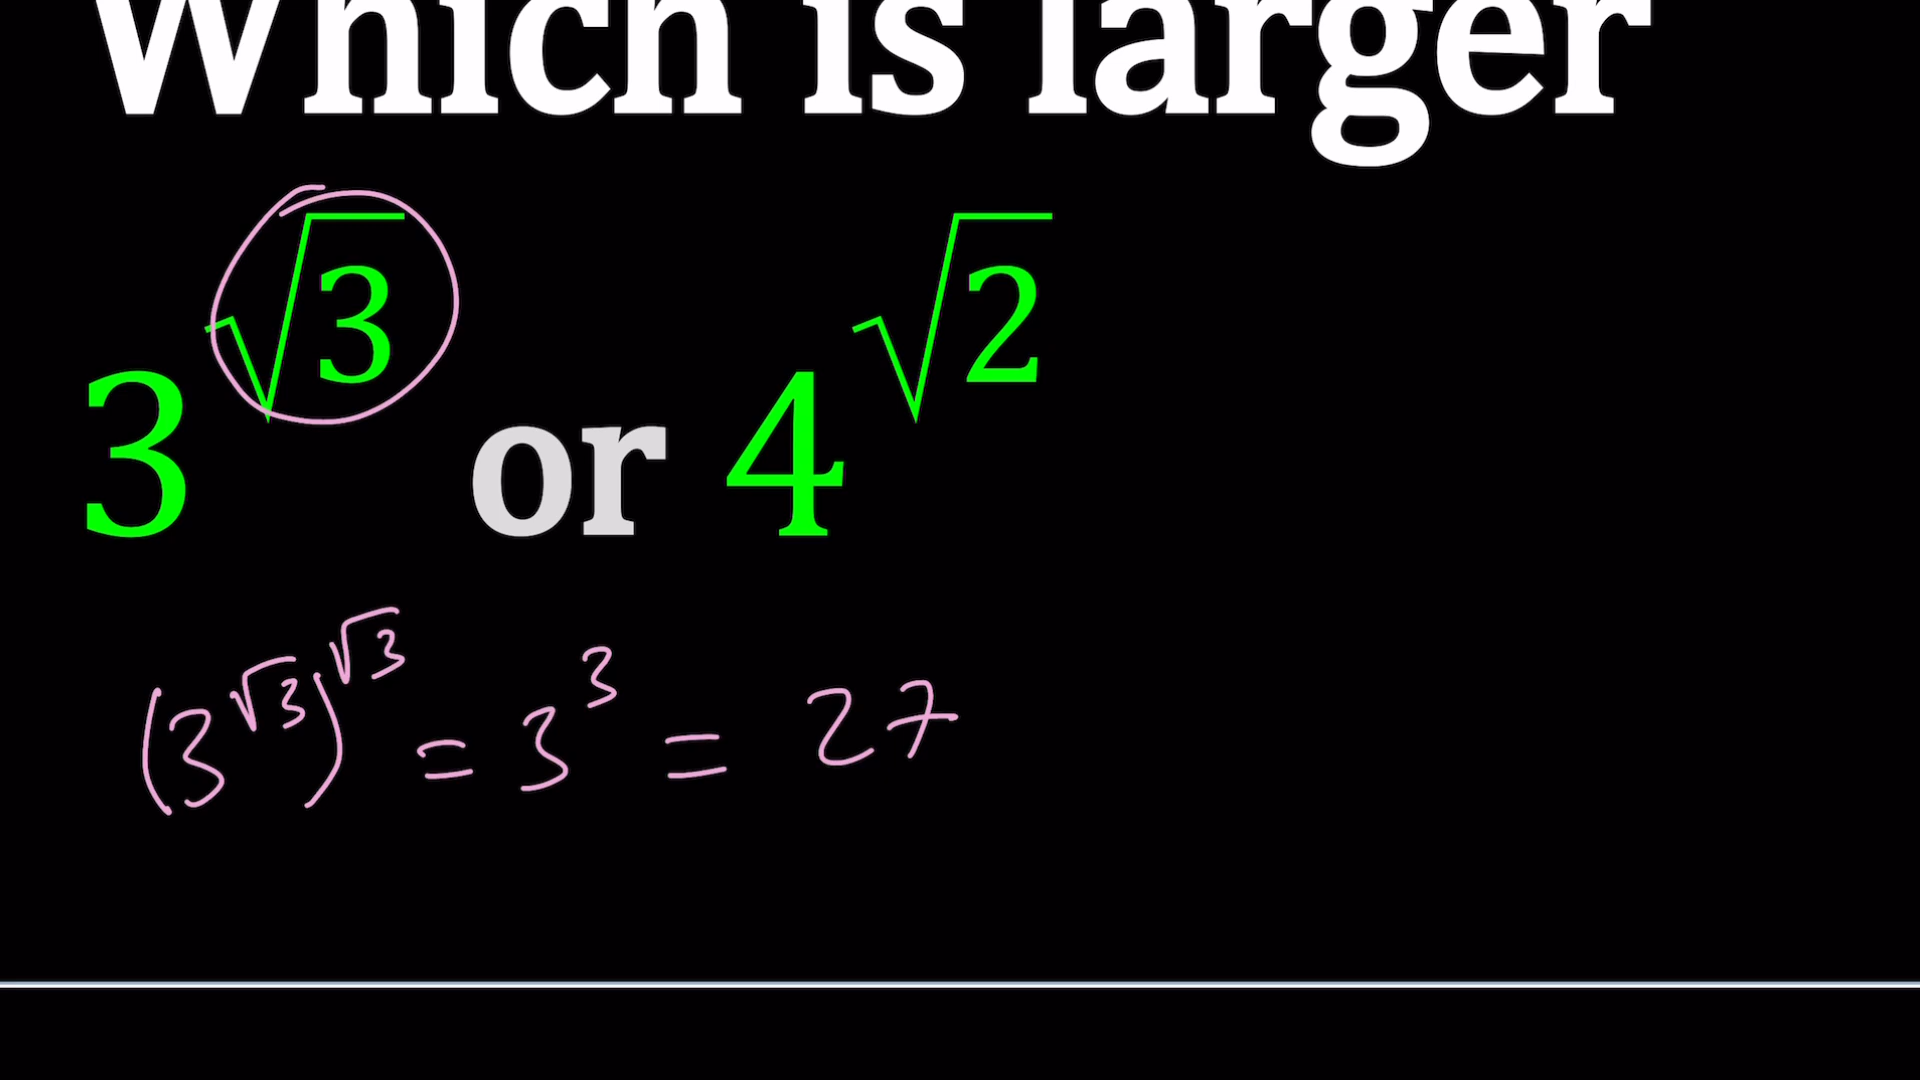 Which is larger
3^√3 or 4^√2
(3^√3)^√3 = 3^3 = 27